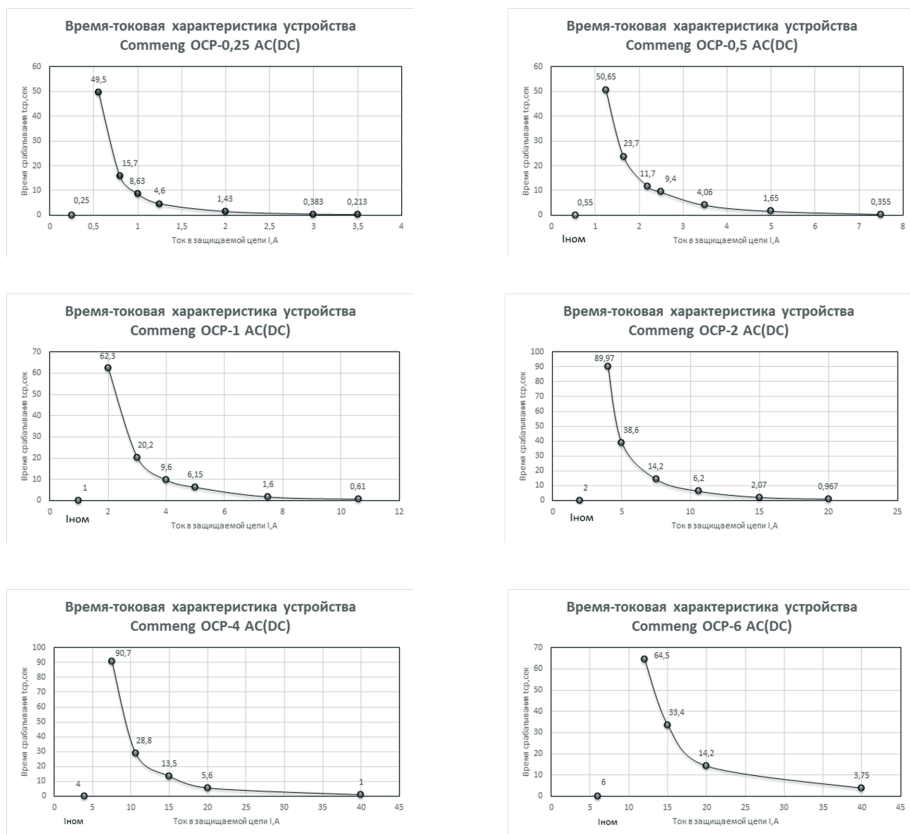 Время-токовая характеристика устройства
Commeng OCP-0,25 AC(DC)
Время срабатывания tср,сек
60
50
40
30
20
10
0
49,5
15,7
8,63
4,6
1,43
0,383
0,213
0,25
0 0,5 1 1,5 2 2,5 3 3,5 4
Ток в защищаемой цепи I,А
Время-токовая характеристика устройства
Commeng OCP-0,5 AC(DC)
Время срабатывания tср,сек
60
50
40
30
20
10
0
50,65
23,7
11,7
9,4
4,06
1,65
0,355
0,55
0 1 2 3 4 5 6 7 8
Iном
Ток в защищаемой цепи I,А
Время-токовая характеристика устройства
Commeng OCP-1 AC(DC)
Время срабатывания tср,сек
70
60
50
40
30
20
10
0
62,3
20,2
9,6
6,15
1,6
0,61
1
0 2 4 6 8 10 12
Iном
Ток в защищаемой цепи I,А
Время-токовая характеристика устройства
Commeng OCP-2 AC(DC)
Время срабатывания tср,сек
100
90
80
70
60
50
40
30
20
10
0
89,97
38,6
14,2
6,2
2,07
0,967
2
0 5 10 15 20 25
Iном
Ток в защищаемой цепи I,А
Время-токовая характеристика устройства
Commeng OCP-4 AC(DC)
Время срабатывания tср,сек
100
90
80
70
60
50
40
30
20
10
0
90,7
28,8
13,5
5,6
1
4
0 5 10 15 20 25 30 35 40 45
Iном
Ток в защищаемой цепи I,А
Время-токовая характеристика устройства
Commeng OCP-6 AC(DC)
Время срабатывания tср,сек
70
60
50
40
30
20
10
0
64,5
33,4
14,2
3,75
6
0 5 10 15 20 25 30 35 40 45
Iном
Ток в защищаемой цепи I,А